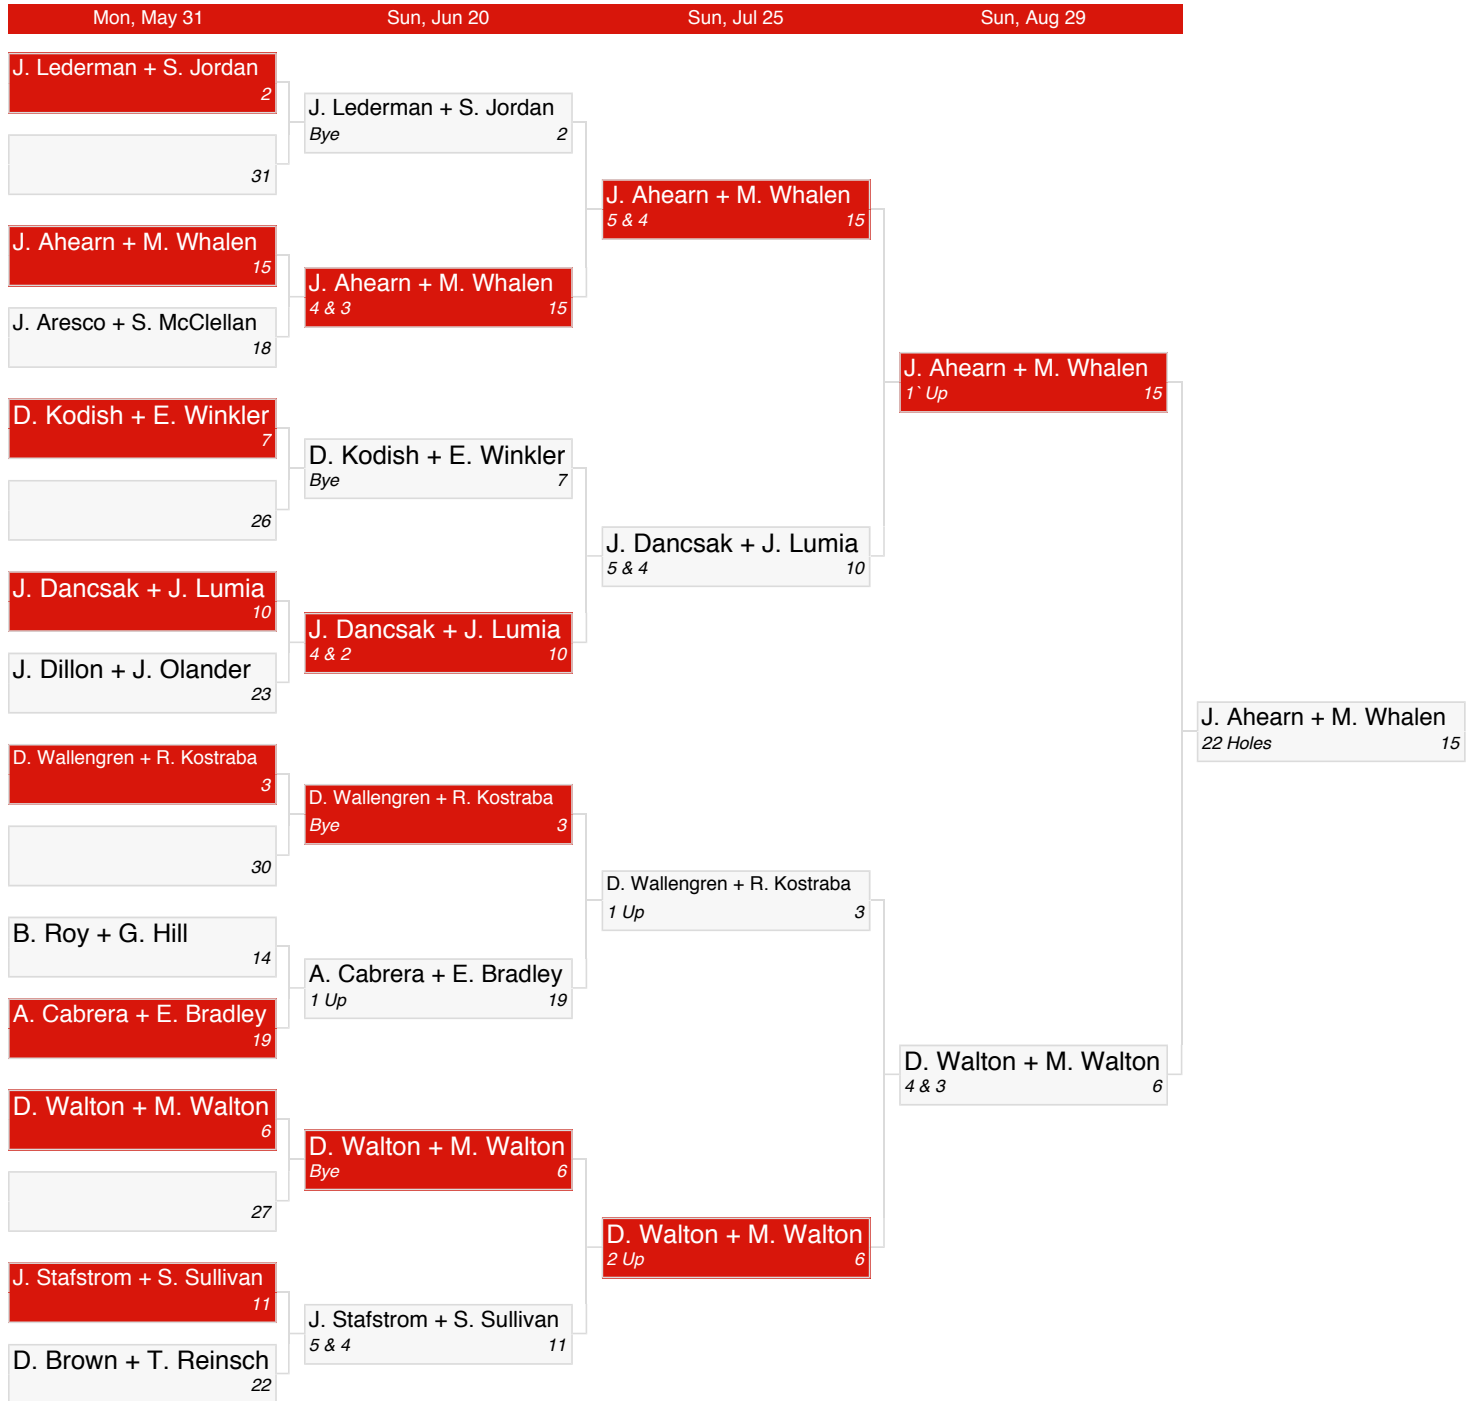 Mon, May 31
Sun, Jun 20
Sun, Jul 25
Sun, Aug 29
J. Lederman + S. Jordan
2
31
J. Ahearn + M. Whalen
15
J. Aresco + S. McClellan
18
D. Kodish + E. Winkler
7
26
J. Dancsak + J. Lumia
10
J. Dillon + J. Olander
23
D. Wallengren + R. Kostraba
3
30
B. Roy + G. Hill
14
A. Cabrera + E. Bradley
19
D. Walton + M. Walton
6
27
J. Stafstrom + S. Sullivan
11
D. Brown + T. Reinsch
22
J. Lederman + S. Jordan
Bye 2
J. Ahearn + M. Whalen
4 & 3 15
D. Kodish + E. Winkler
Bye 7
J. Dancsak + J. Lumia
4 & 2 10
D. Wallengren + R. Kostraba
Bye 3
A. Cabrera + E. Bradley
1 Up 19
D. Walton + M. Walton
Bye 6
J. Stafstrom + S. Sullivan
5 & 4 11
J. Ahearn + M. Whalen
5 & 4 15
J. Dancsak + J. Lumia
5 & 4 10
D. Wallengren + R. Kostraba
1 Up 3
D. Walton + M. Walton
2 Up 6
J. Ahearn + M. Whalen
1` Up 15
D. Walton + M. Walton
4 & 3 6
J. Ahearn + M. Whalen
22 Holes 15